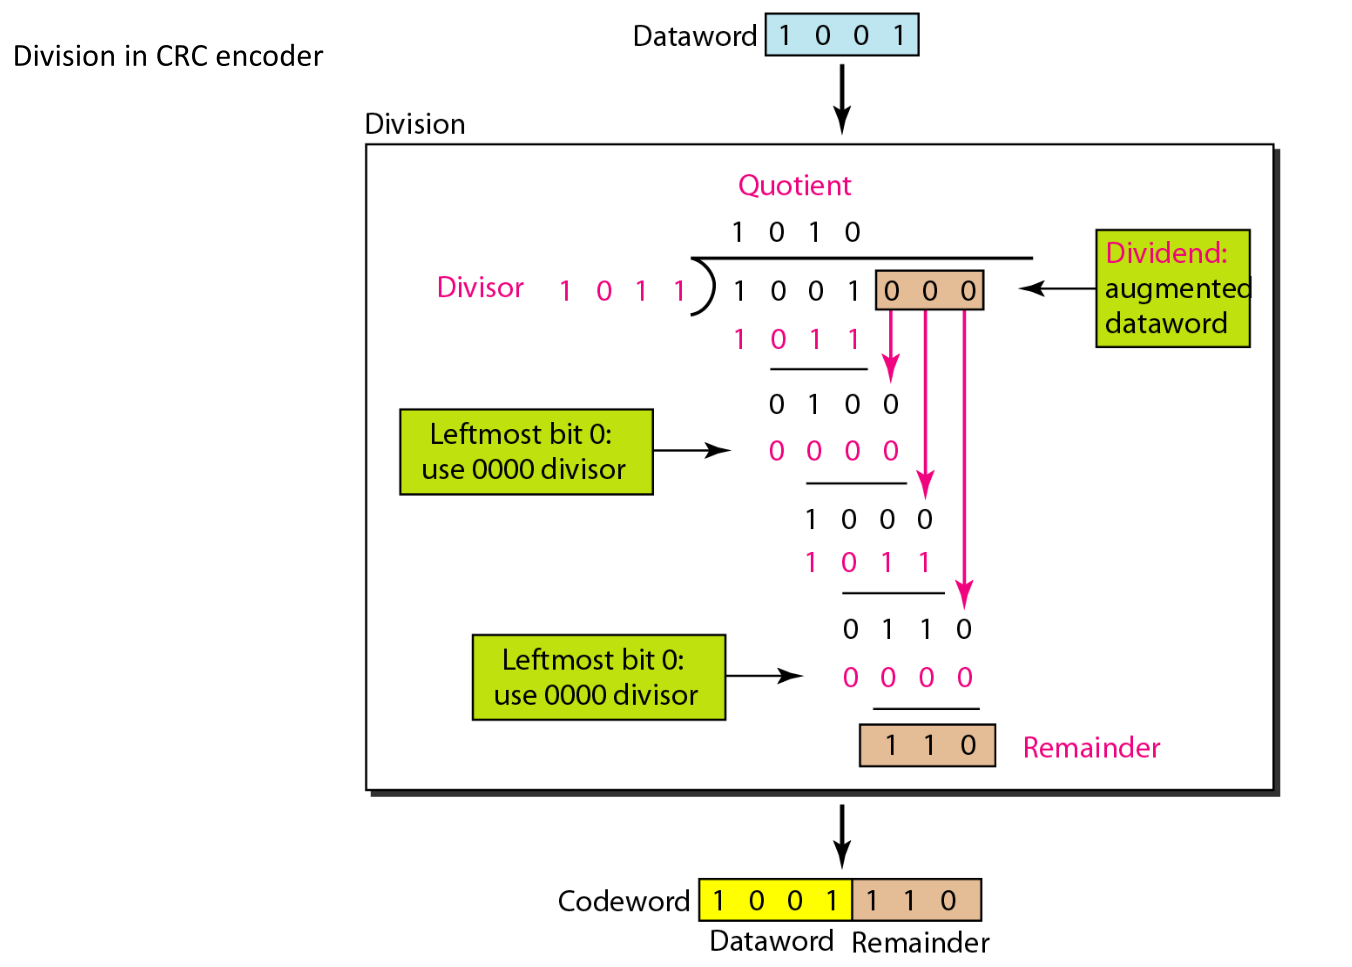 Division in CRC encoder
Dataword 1 0 0 1
Division
Quotient
1 0 1 0
Divisor 1 0 1 1 1 0 0 1 0 0 0
Dividend:
augmented
dataword
1 0 1 1
0 1 0 0
Leftmost bit 0:
use 0000 divisor
0 0 0 0
1 0 0 0
1 0 1 1
0 1 1 0
Leftmost bit 0:
use 0000 divisor
0 0 0 0
1 1 0 Remainder
Codeword 1 0 0 1 1 1 0
Dataword Remainder